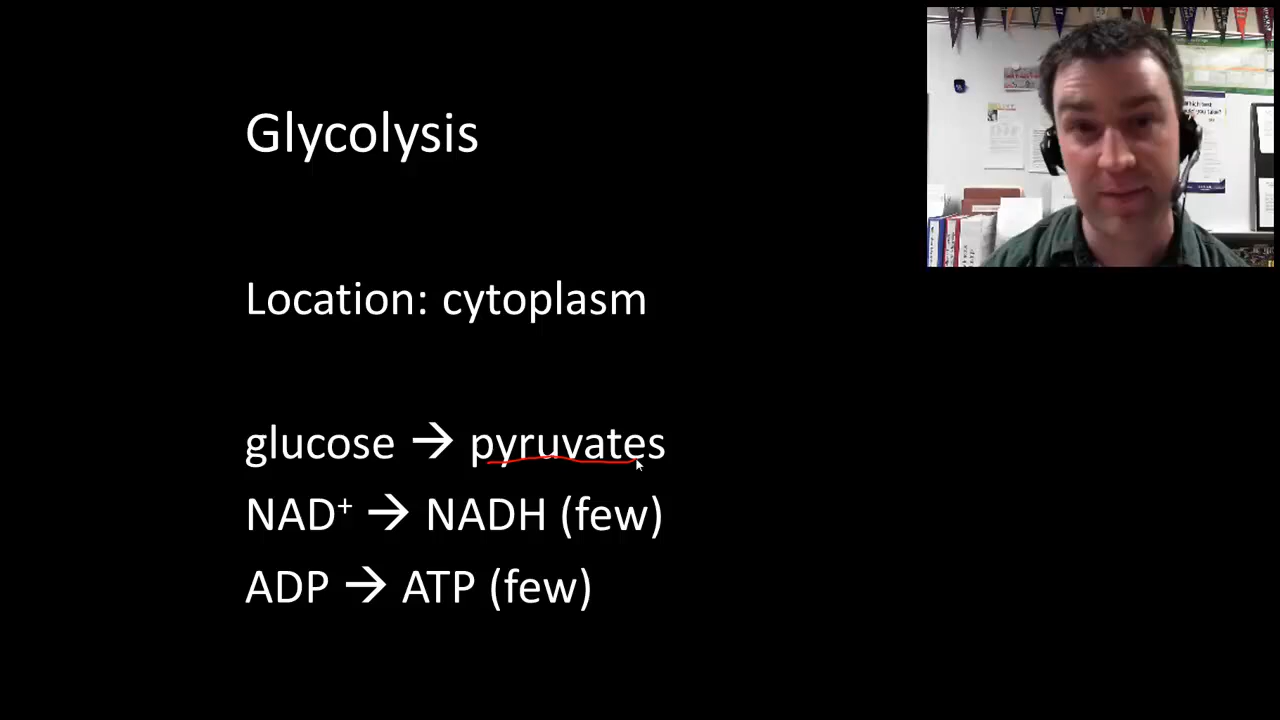 Glycolysis
Location: cytoplasm
glucose → pyruvates
NAD⁺ → NADH (few)
ADP → ATP (few)